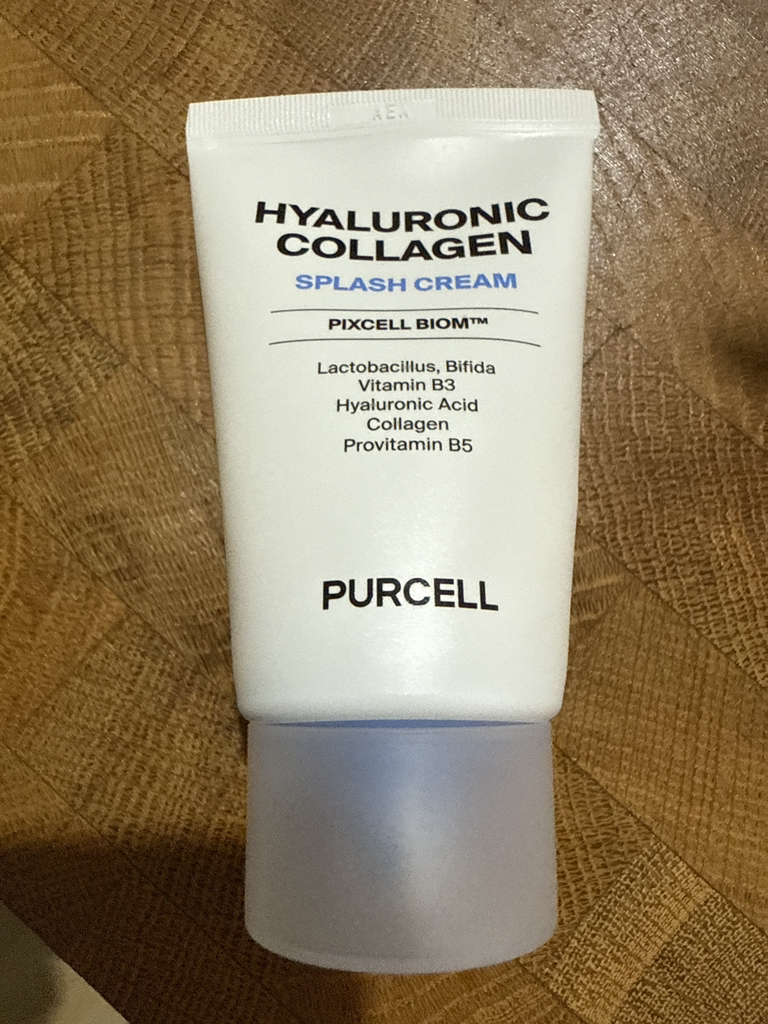 HYALURONIC
COLLAGEN
SPLASH CREAM
PIXCELL BIOM™
Lactobacillus, Bifida
Vitamin B3
Hyaluronic Acid
Collagen
Provitamin B5
PURCELL